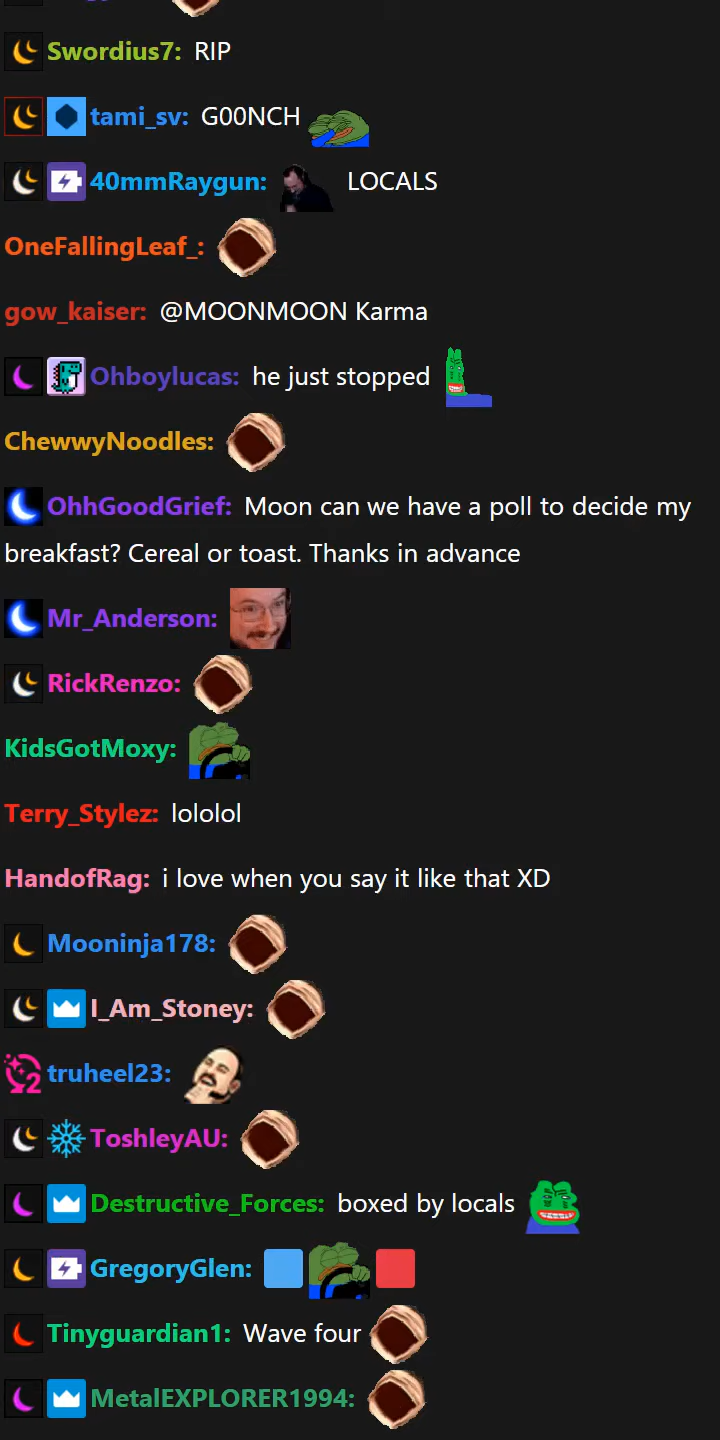 Swordius7: RIP
tami_sv: G00NCH
40mmRaygun: LOCALS
OneFallingLeaf_:
gow_kaiser: @MOONMOON Karma
Ohboylucas: he just stopped
ChewwyNoodles:
OhhGoodGrief: Moon can we have a poll to decide my
breakfast? Cereal or toast. Thanks in advance
Mr_Anderson:
RickRenzo:
KidsGotMoxy:
Terry_Stylez: lololol
HandofRag: i love when you say it like that XD
Mooninja178:
I_Am_Stoney:
truheel23:
ToshleyAU:
Destructive_Forces: boxed by locals
GregoryGlen:
Tinyguardian1: Wave four
MetalEXPLORER1994: